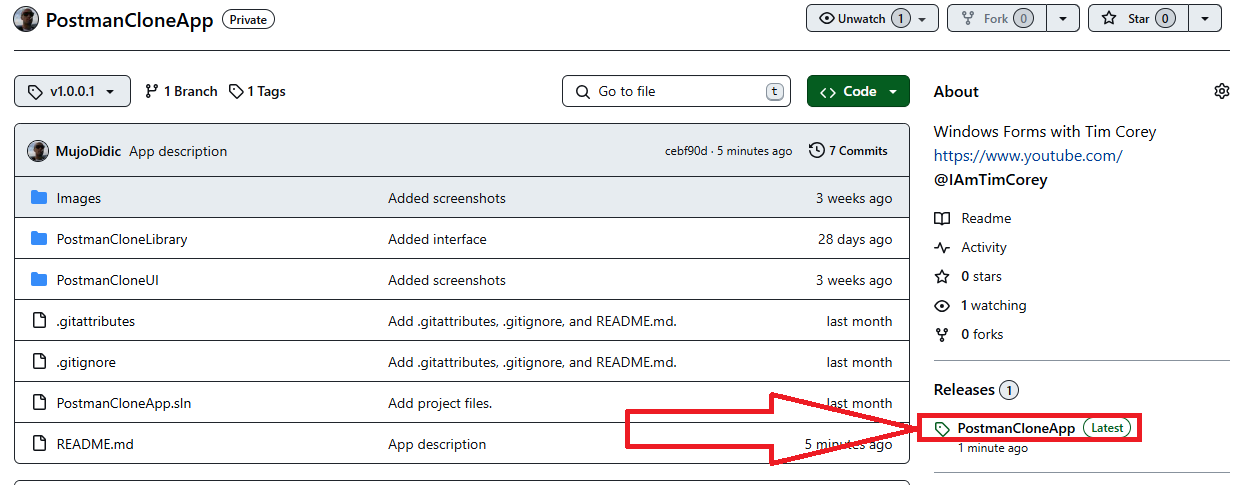 PostmanCloneApp Private
Unwatch 1
Fork 0
Star 0
v1.0.0.1
1 Branch
1 Tags
Go to file
t
Code
MujoDidic App description cebf90d · 5 minutes ago 7 Commits
Images Added screenshots 3 weeks ago
PostmanCloneLibrary Added interface 28 days ago
PostmanCloneUI Added screenshots 3 weeks ago
.gitattributes Add .gitattributes, .gitignore, and README.md. last month
.gitignore Add .gitattributes, .gitignore, and README.md. last month
PostmanCloneApp.sln Add project files. last month
README.md App description 5 minutes ago
About
Windows Forms with Tim Corey
https://www.youtube.com/
@IAmTimCorey
Readme
Activity
0 stars
1 watching
0 forks
Releases 1
PostmanCloneApp Latest
1 minute ago